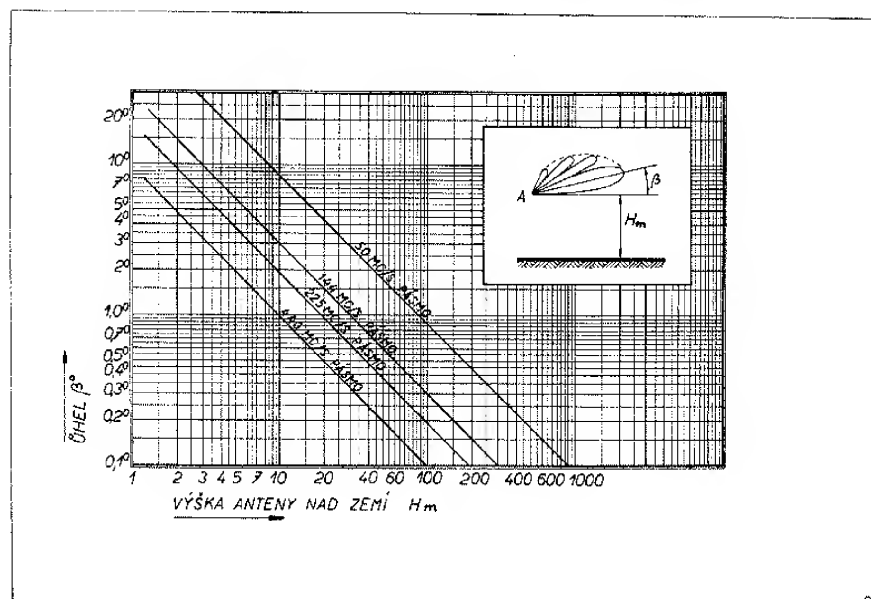 20°
10°
7°
5°
4°
3°
2°
1,0°
0,7°
0,5°
0,4°
0,3°
0,2°
0,1°
ÚHEL β°
1 2 3 4 5 7 10 20 40 60 100 200 400 600 1000
VÝŠKA ANTENY NAD ZEMÍ Hm
50 MC/S PÁSMO
144 MC/S PÁSMO
225 MC/S PÁSMO
A
β
Hm